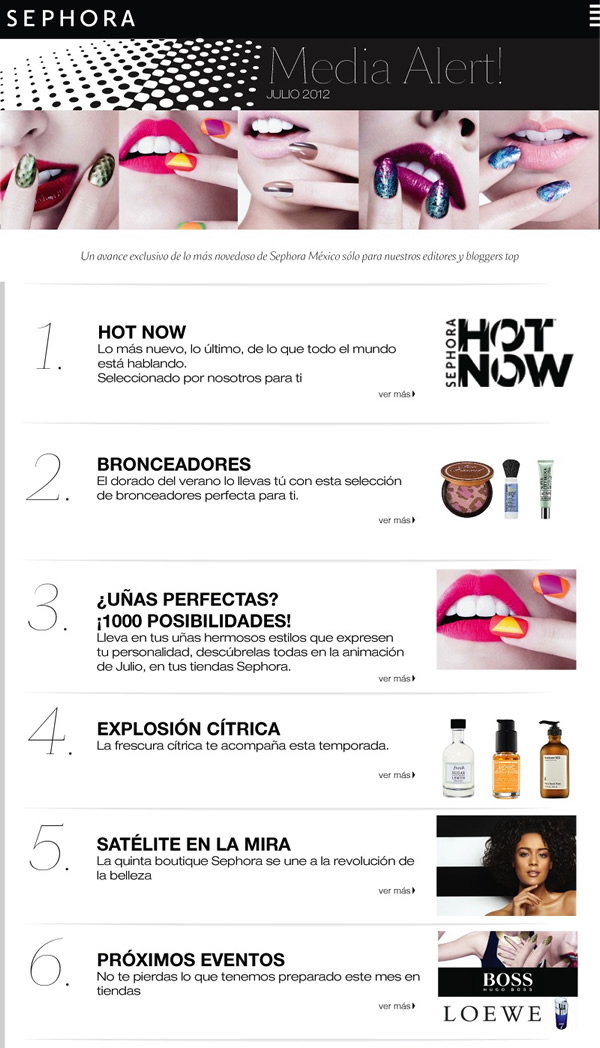 SEPHORA
Media Alert!
JULIO 2012
Un avance exclusivo de lo más novedoso de Sephora México sólo para nuestros editores y bloggers top
1.
HOT NOW
Lo más nuevo, lo último, de lo que todo el mundo
está hablando.
Seleccionado por nosotros para ti
ver más
SEPHORA
HOT
NOW
2.
BRONCEADORES
El dorado del verano lo llevas tú con esta selección
de bronceadores perfecta para ti.
ver más
3.
¿UÑAS PERFECTAS?
¡1000 POSIBILIDADES!
Lleva en tus uñas hermosos estilos que expresen
tu personalidad, descúbrelas todas en la animación
de Julio, en tus tiendas Sephora.
ver más
4.
EXPLOSIÓN CÍTRICA
La frescura cítrica te acompaña esta temporada.
ver más
fresh
SUGAR
LEMON
5.
SATÉLITE EN LA MIRA
La quinta boutique Sephora se une a la revolución de
la belleza
ver más
6.
PRÓXIMOS EVENTOS
No te pierdas lo que tenemos preparado este mes en
tiendas
ver más
BOSS
HUGO BOSS
LOEWE
7